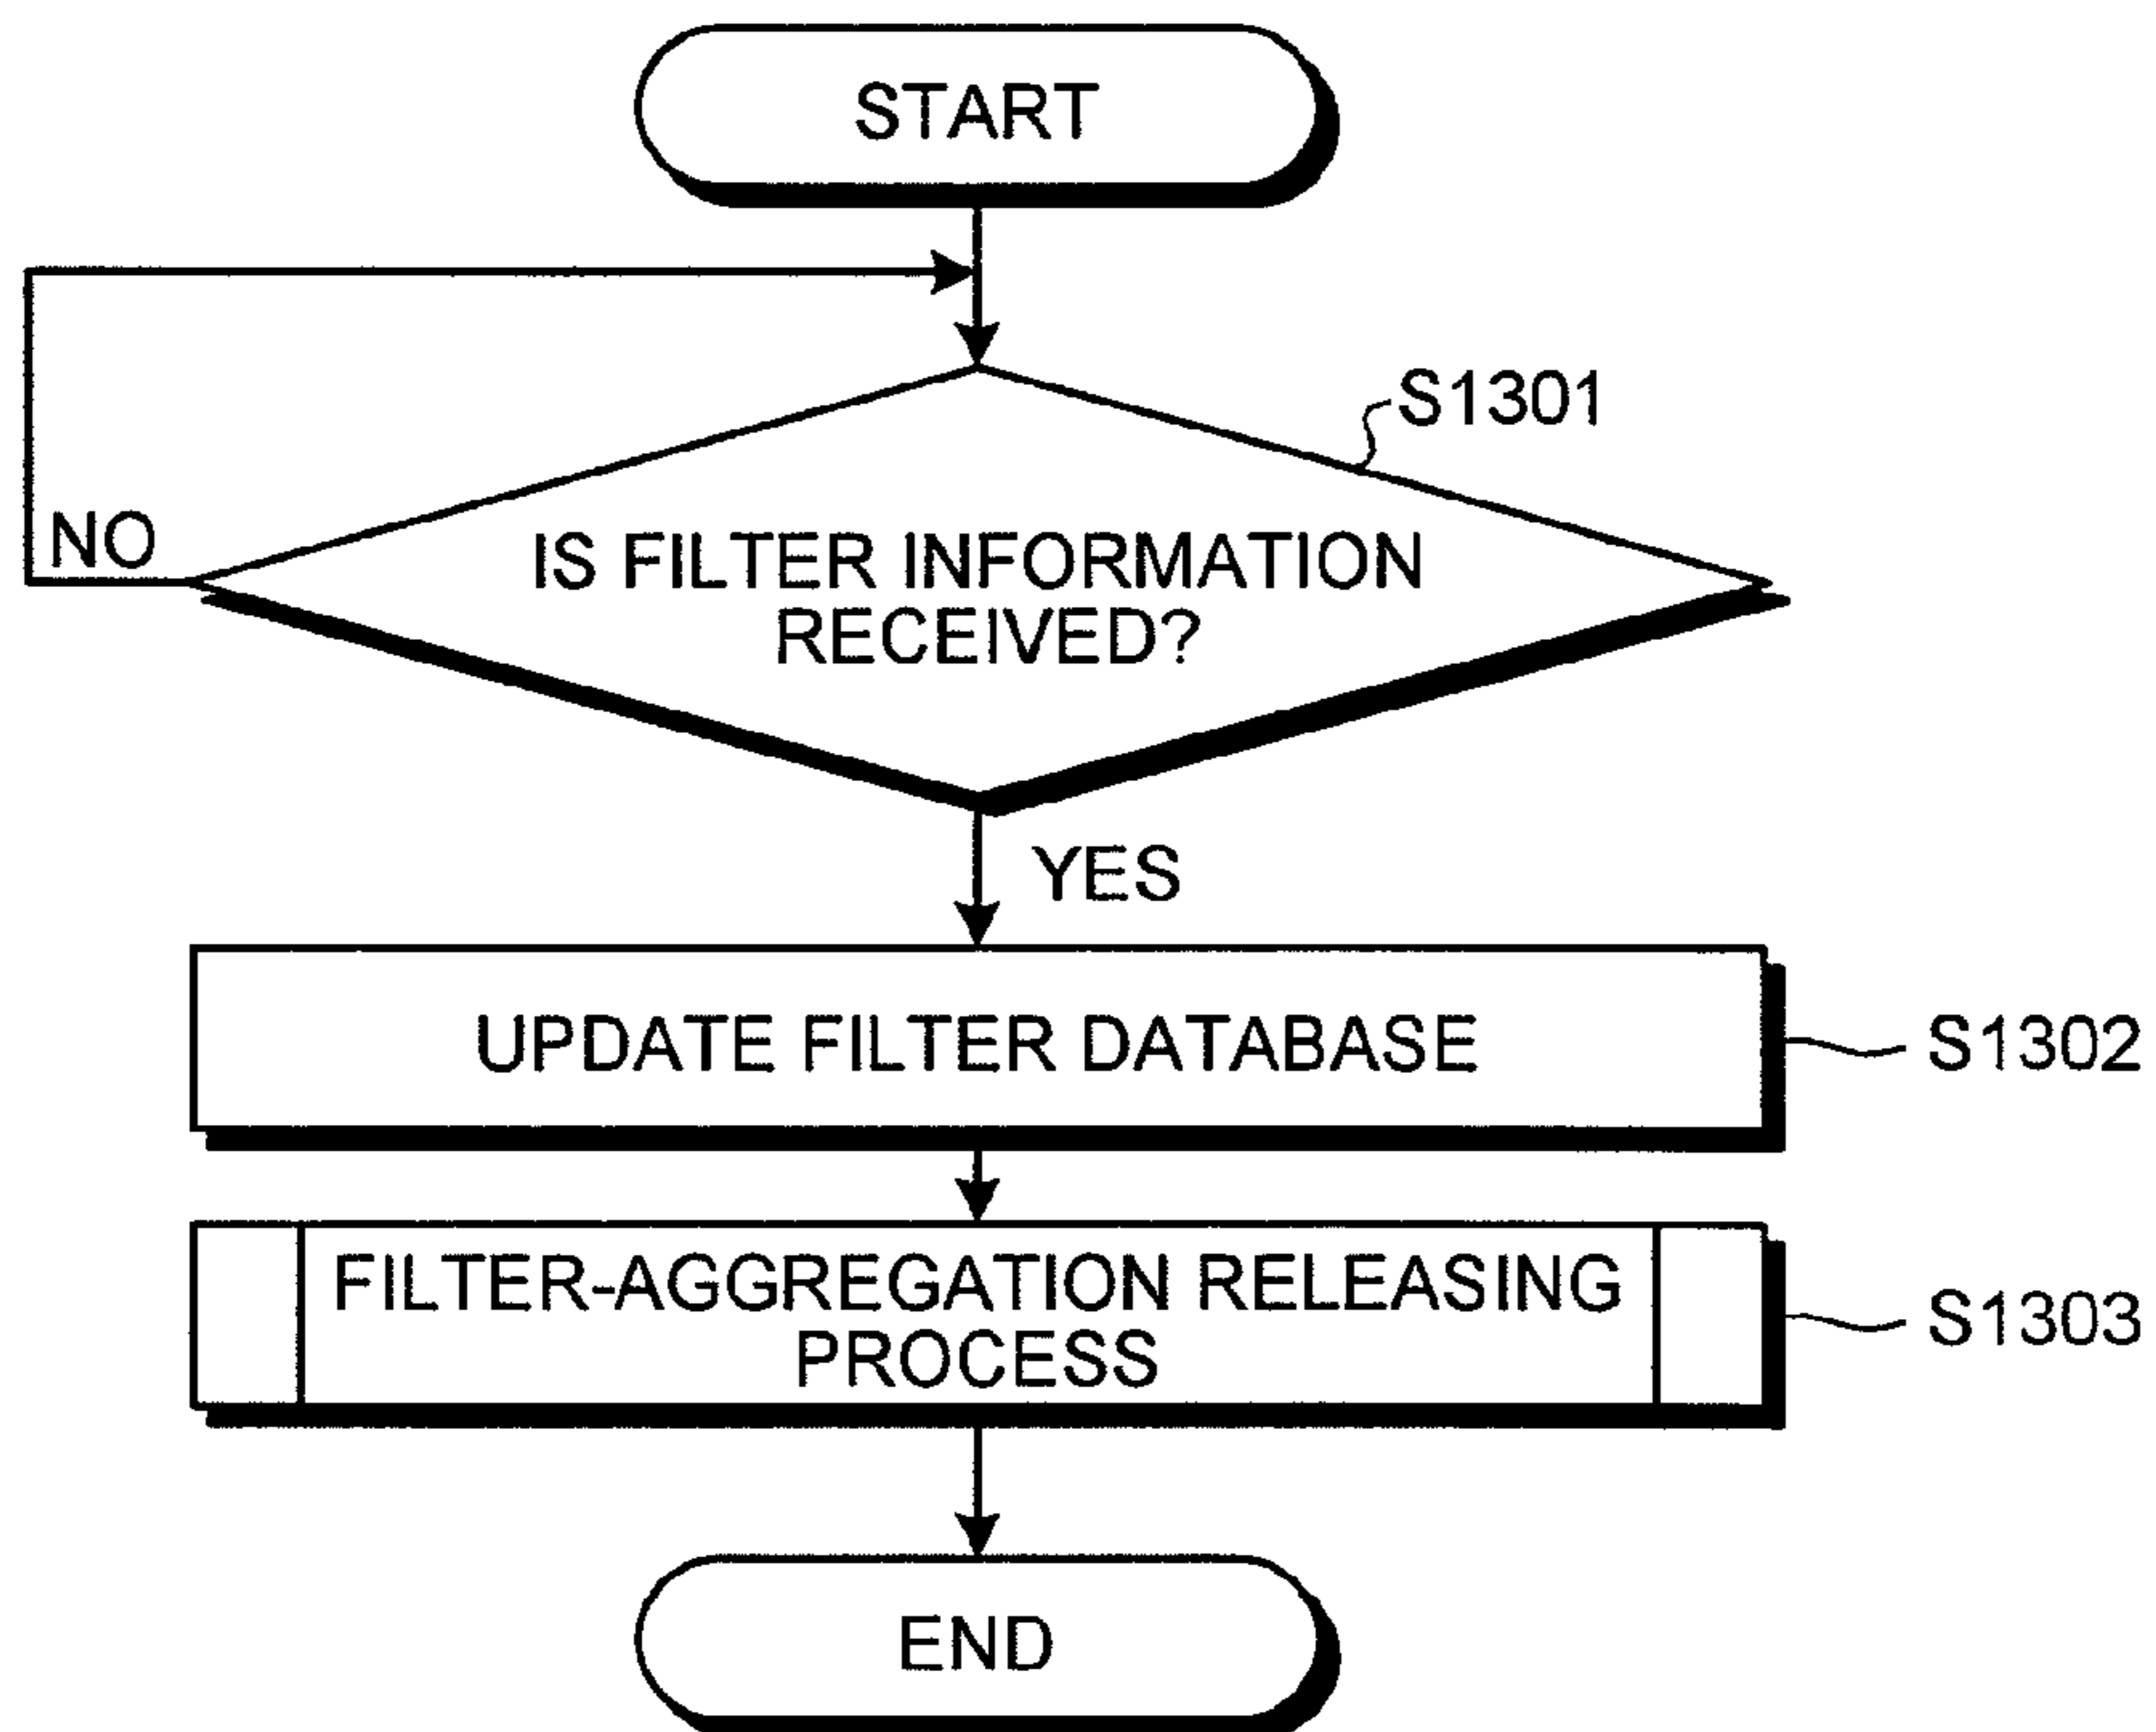 START
S1301
NO
IS FILTER INFORMATION
RECEIVED?
YES
UPDATE FILTER DATABASE
S1302
FILTER-AGGREGATION RELEASING
PROCESS
S1303
END